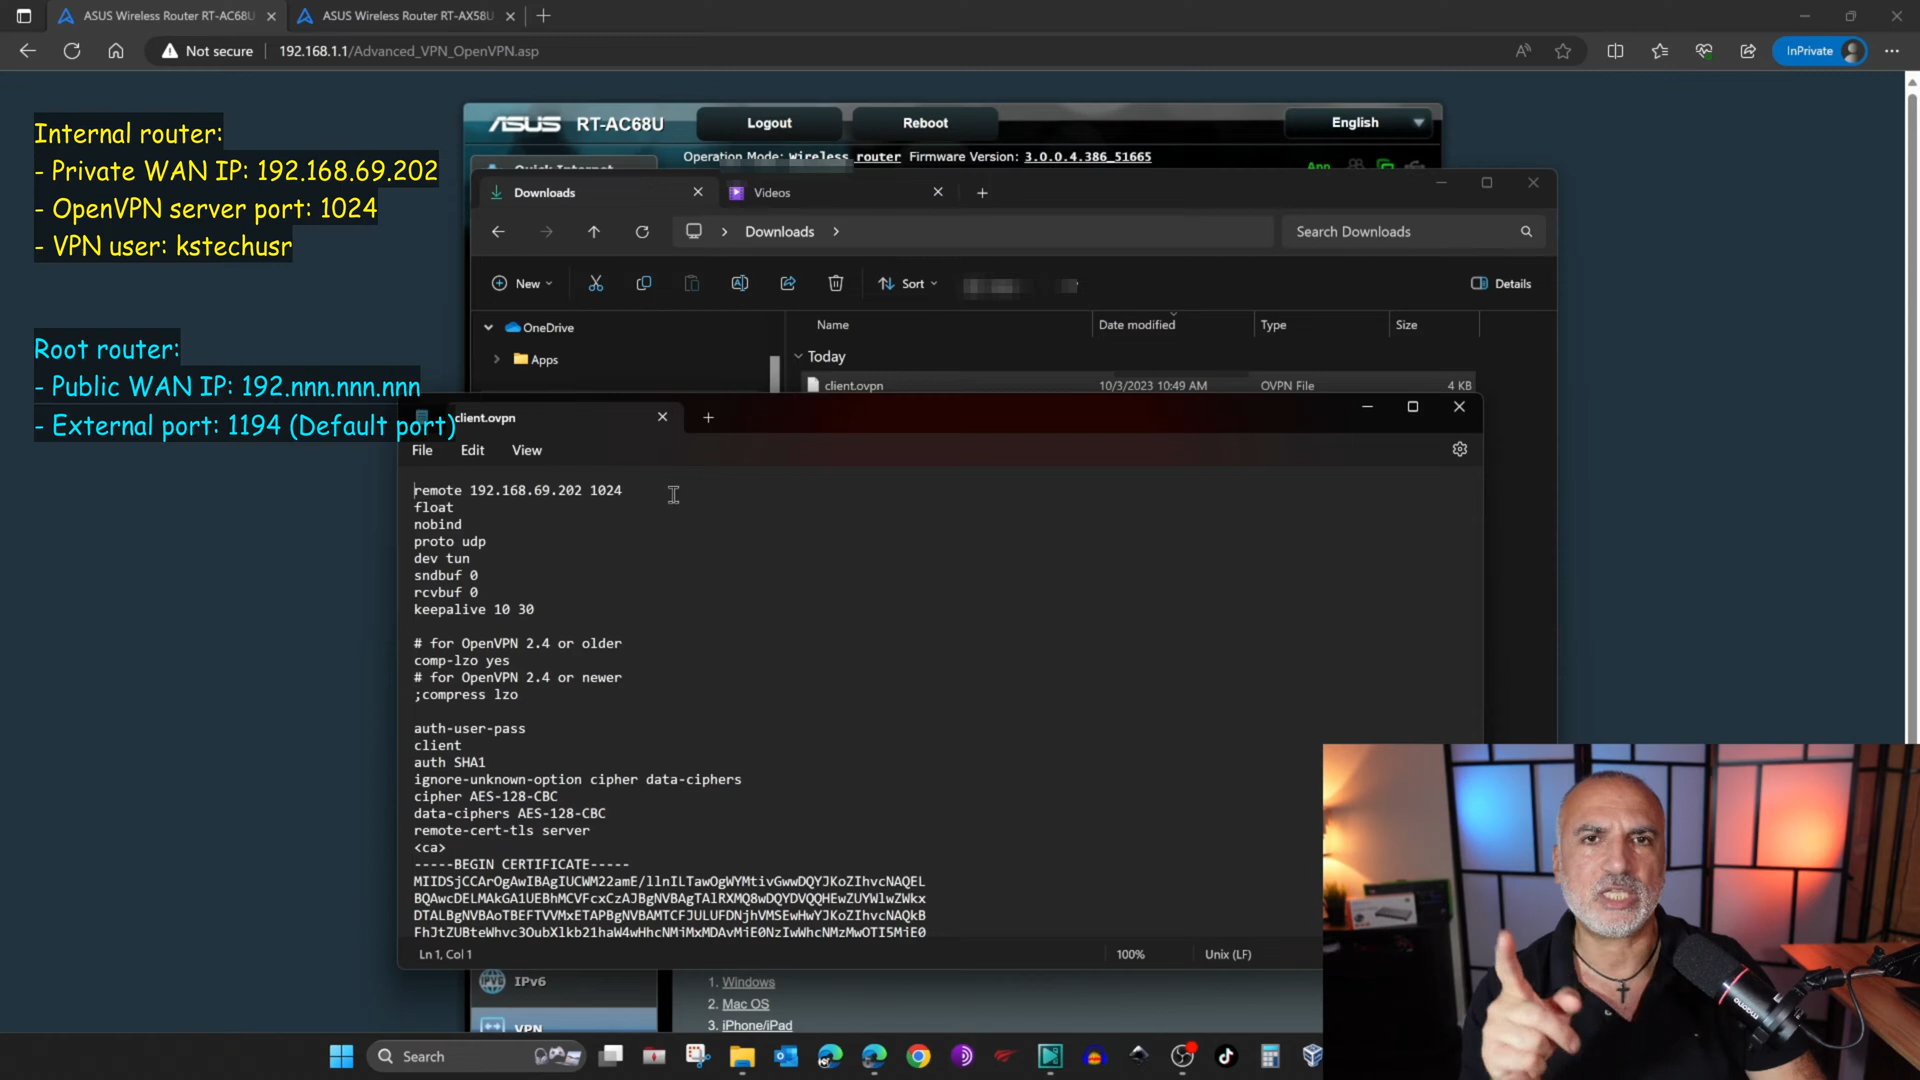 ASUS Wireless Router RT-AC68U
ASUS Wireless Router RT-AX58U
Not secure
192.168.1.1/Advanced_VPN_OpenVPN.asp
InPrivate
Internal router:
- Private WAN IP: 192.168.69.202
- OpenVPN server port: 1024
- VPN user: kstechusr
Root router:
- Public WAN IP: 192.nnn.nnn.nnn
- External port: 1194 (Default port)
ASUS RT-AC68U
Logout
Reboot
English
Quick Internet
Operation Mode: Wireless router Firmware Version: 3.0.0.4.386_51665
App
Downloads
Videos
Downloads
Search Downloads
New
Sort
Details
OneDrive
Apps
Name
Date modified
Type
Size
Today
client.ovpn
10/3/2023 10:49 AM
OVPN File
4 KB
client.ovpn
File
Edit
View
remote 192.168.69.202 1024
float
nobind
proto udp
dev tun
sndbuf 0
rcvbuf 0
keepalive 10 30
# for OpenVPN 2.4 or older
comp-lzo yes
# for OpenVPN 2.4 or newer
;compress lzo
auth-user-pass
client
auth SHA1
ignore-unknown-option cipher data-ciphers
cipher AES-128-CBC
data-ciphers AES-128-CBC
remote-cert-tls server
<ca>
-----BEGIN CERTIFICATE-----
Ln 1, Col 1
100%
Unix (LF)
IPv6
VPN
1. Windows
2. Mac OS
3. iPhone/iPad
Search
maono